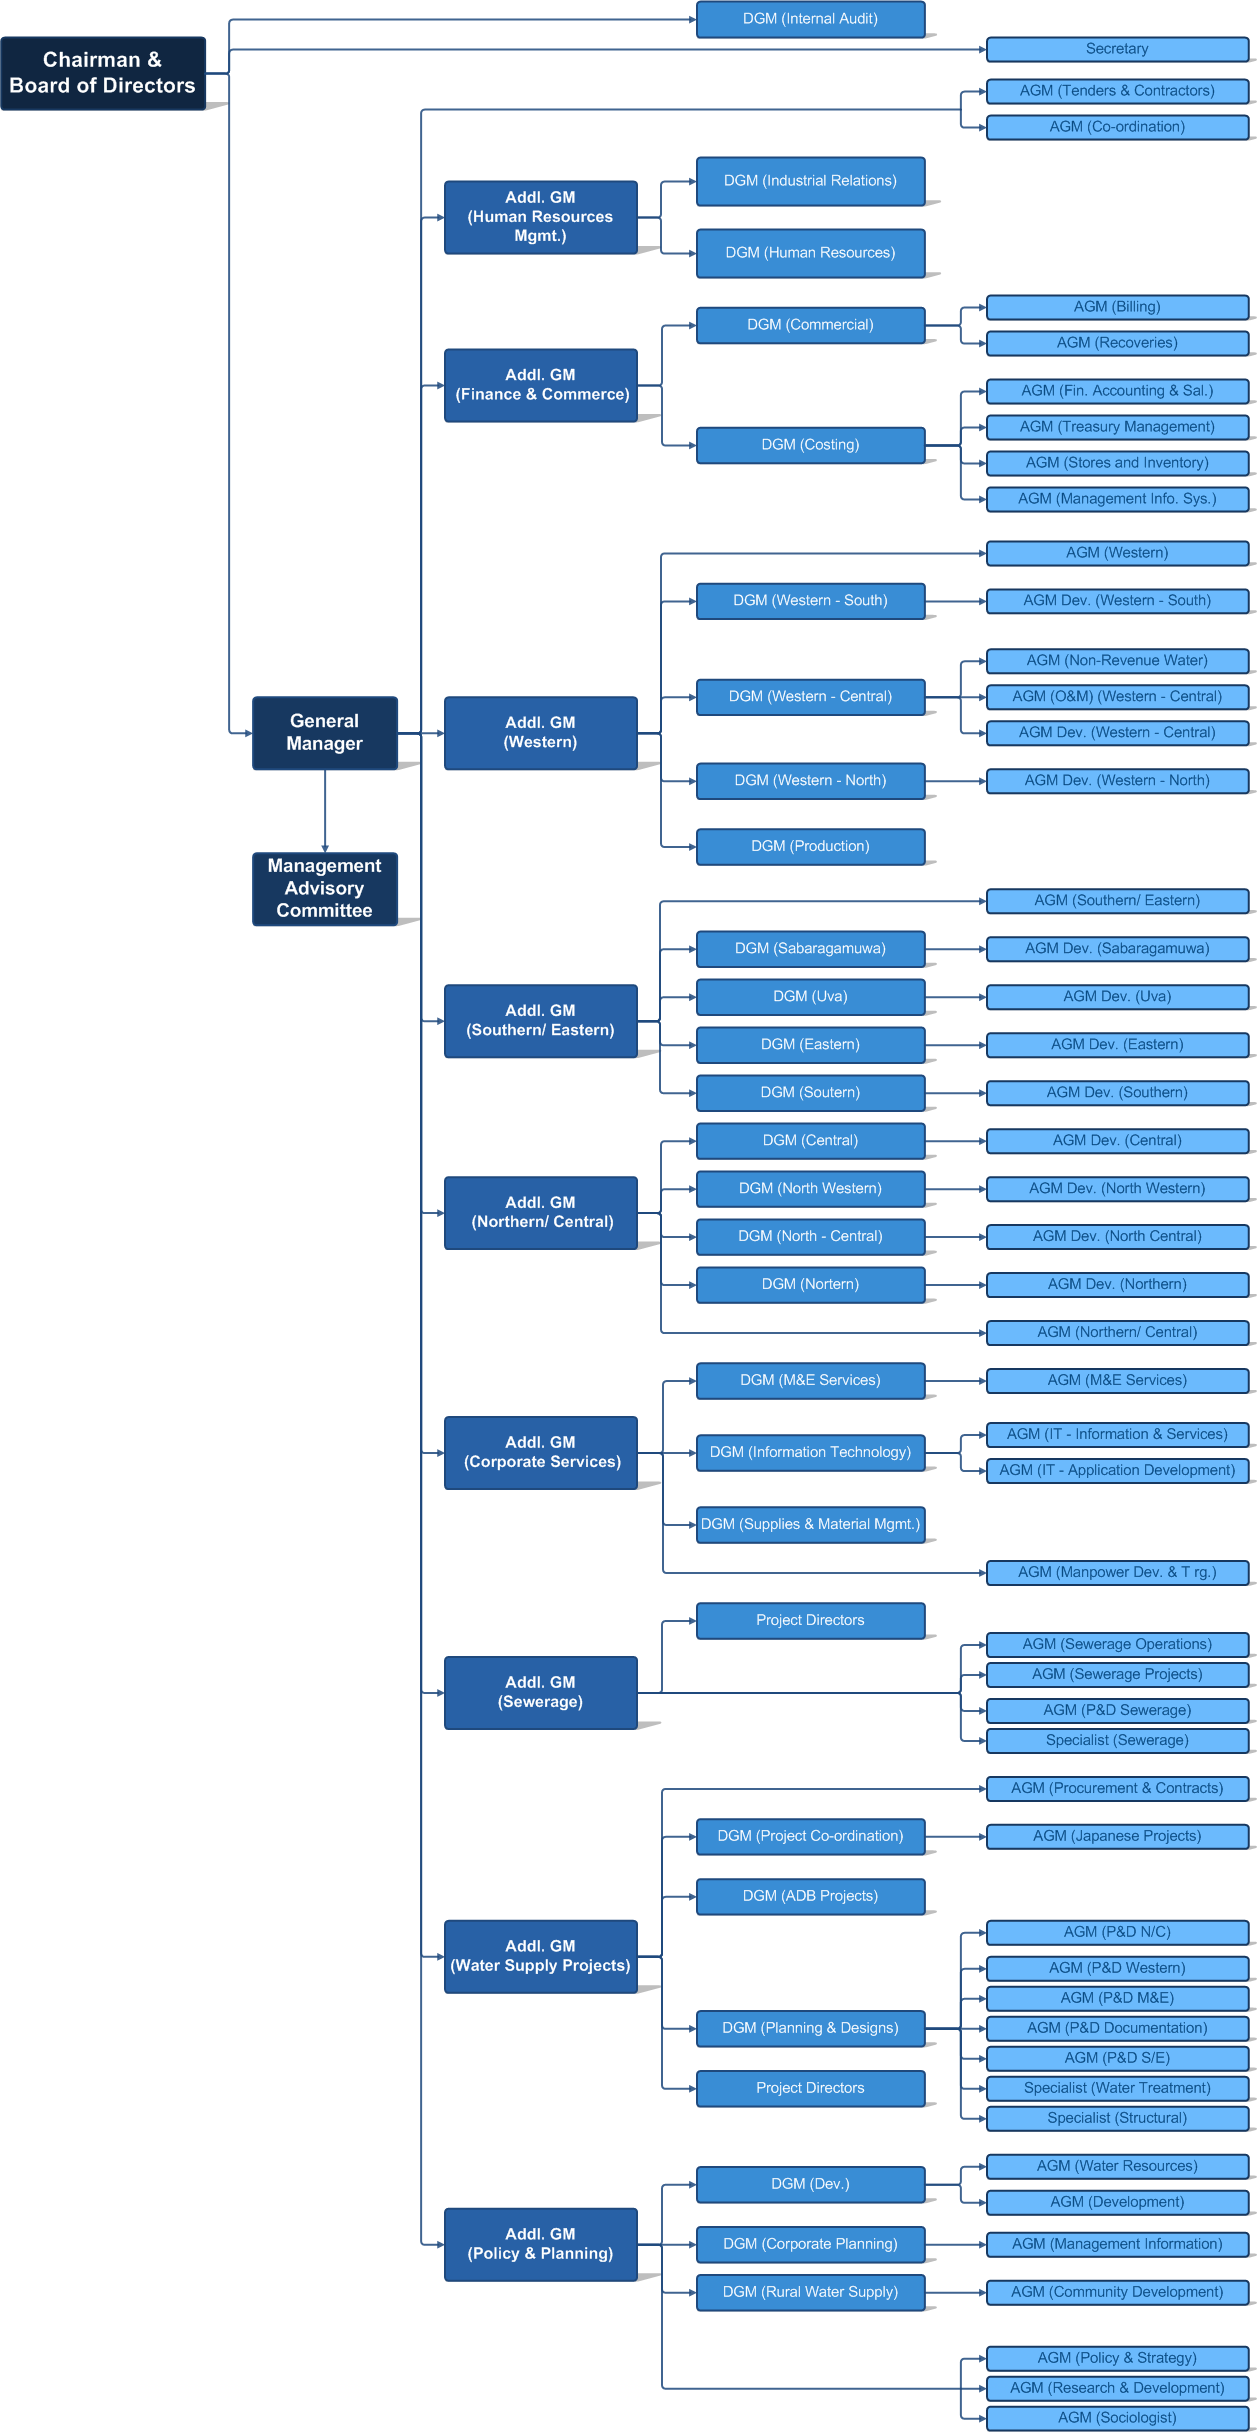 DGM (Internal Audit)
Chairman &
Board of Directors
Secretary
AGM (Tenders & Contractors)
AGM (Co-ordination)
Addl. GM
(Human Resources
Mgmt.)
DGM (Industrial Relations)
DGM (Human Resources)
Addl. GM
(Finance & Commerce)
DGM (Commercial)
AGM (Billing)
AGM (Recoveries)
DGM (Costing)
AGM (Fin. Accounting & Sal.)
AGM (Treasury Management)
AGM (Stores and Inventory)
AGM (Management Info. Sys.)
General
Manager
Management
Advisory
Committee
Addl. GM
(Western)
AGM (Western)
DGM (Western - South)
AGM Dev. (Western - South)
DGM (Western - Central)
AGM (Non-Revenue Water)
AGM (O&M) (Western - Central)
AGM Dev. (Western - Central)
DGM (Western - North)
AGM Dev. (Western - North)
DGM (Production)
Addl. GM
(Southern/ Eastern)
AGM (Southern/ Eastern)
DGM (Sabaragamuwa)
AGM Dev. (Sabaragamuwa)
DGM (Uva)
AGM Dev. (Uva)
DGM (Eastern)
AGM Dev. (Eastern)
DGM (Soutern)
AGM Dev. (Southern)
Addl. GM
(Northern/ Central)
DGM (Central)
AGM Dev. (Central)
DGM (North Western)
AGM Dev. (North Western)
DGM (North - Central)
AGM Dev. (North Central)
DGM (Nortern)
AGM Dev. (Northern)
AGM (Northern/ Central)
Addl. GM
(Corporate Services)
DGM (M&E Services)
AGM (M&E Services)
DGM (Information Technology)
AGM (IT - Information & Services)
AGM (IT - Application Development)
DGM (Supplies & Material Mgmt.)
AGM (Manpower Dev. & T rg.)
Addl. GM
(Sewerage)
Project Directors
AGM (Sewerage Operations)
AGM (Sewerage Projects)
AGM (P&D Sewerage)
Specialist (Sewerage)
Addl. GM
(Water Supply Projects)
AGM (Procurement & Contracts)
DGM (Project Co-ordination)
AGM (Japanese Projects)
DGM (ADB Projects)
DGM (Planning & Designs)
AGM (P&D N/C)
AGM (P&D Western)
AGM (P&D M&E)
AGM (P&D Documentation)
AGM (P&D S/E)
Specialist (Water Treatment)
Specialist (Structural)
Project Directors
Addl. GM
(Policy & Planning)
DGM (Dev.)
AGM (Water Resources)
AGM (Development)
DGM (Corporate Planning)
AGM (Management Information)
DGM (Rural Water Supply)
AGM (Community Development)
AGM (Policy & Strategy)
AGM (Research & Development)
AGM (Sociologist)